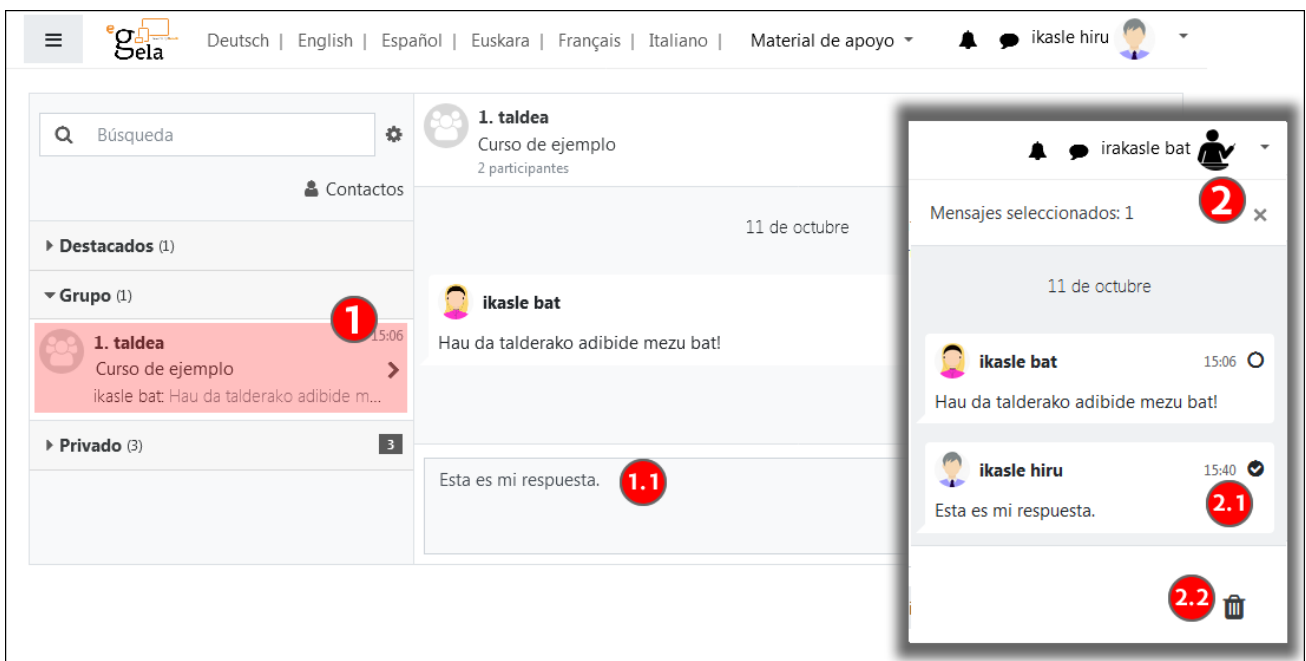 eGela
Deutsch | English | Español | Euskara | Français | Italiano | Material de apoyo ikasle hiru
Búsqueda
Contactos
Destacados (1)
Grupo (1)
1
1. taldea 15:06
Curso de ejemplo
ikasle bat: Hau da talderako adibide m...
Privado (3) 3
1. taldea
Curso de ejemplo
2 participantes
11 de octubre
ikasle bat
Hau da talderako adibide mezu bat!
Esta es mi respuesta. 1.1
irakasle bat
2
Mensajes seleccionados: 1
11 de octubre
ikasle bat 15:06
Hau da talderako adibide mezu bat!
ikasle hiru 15:40
Esta es mi respuesta. 2.1
2.2